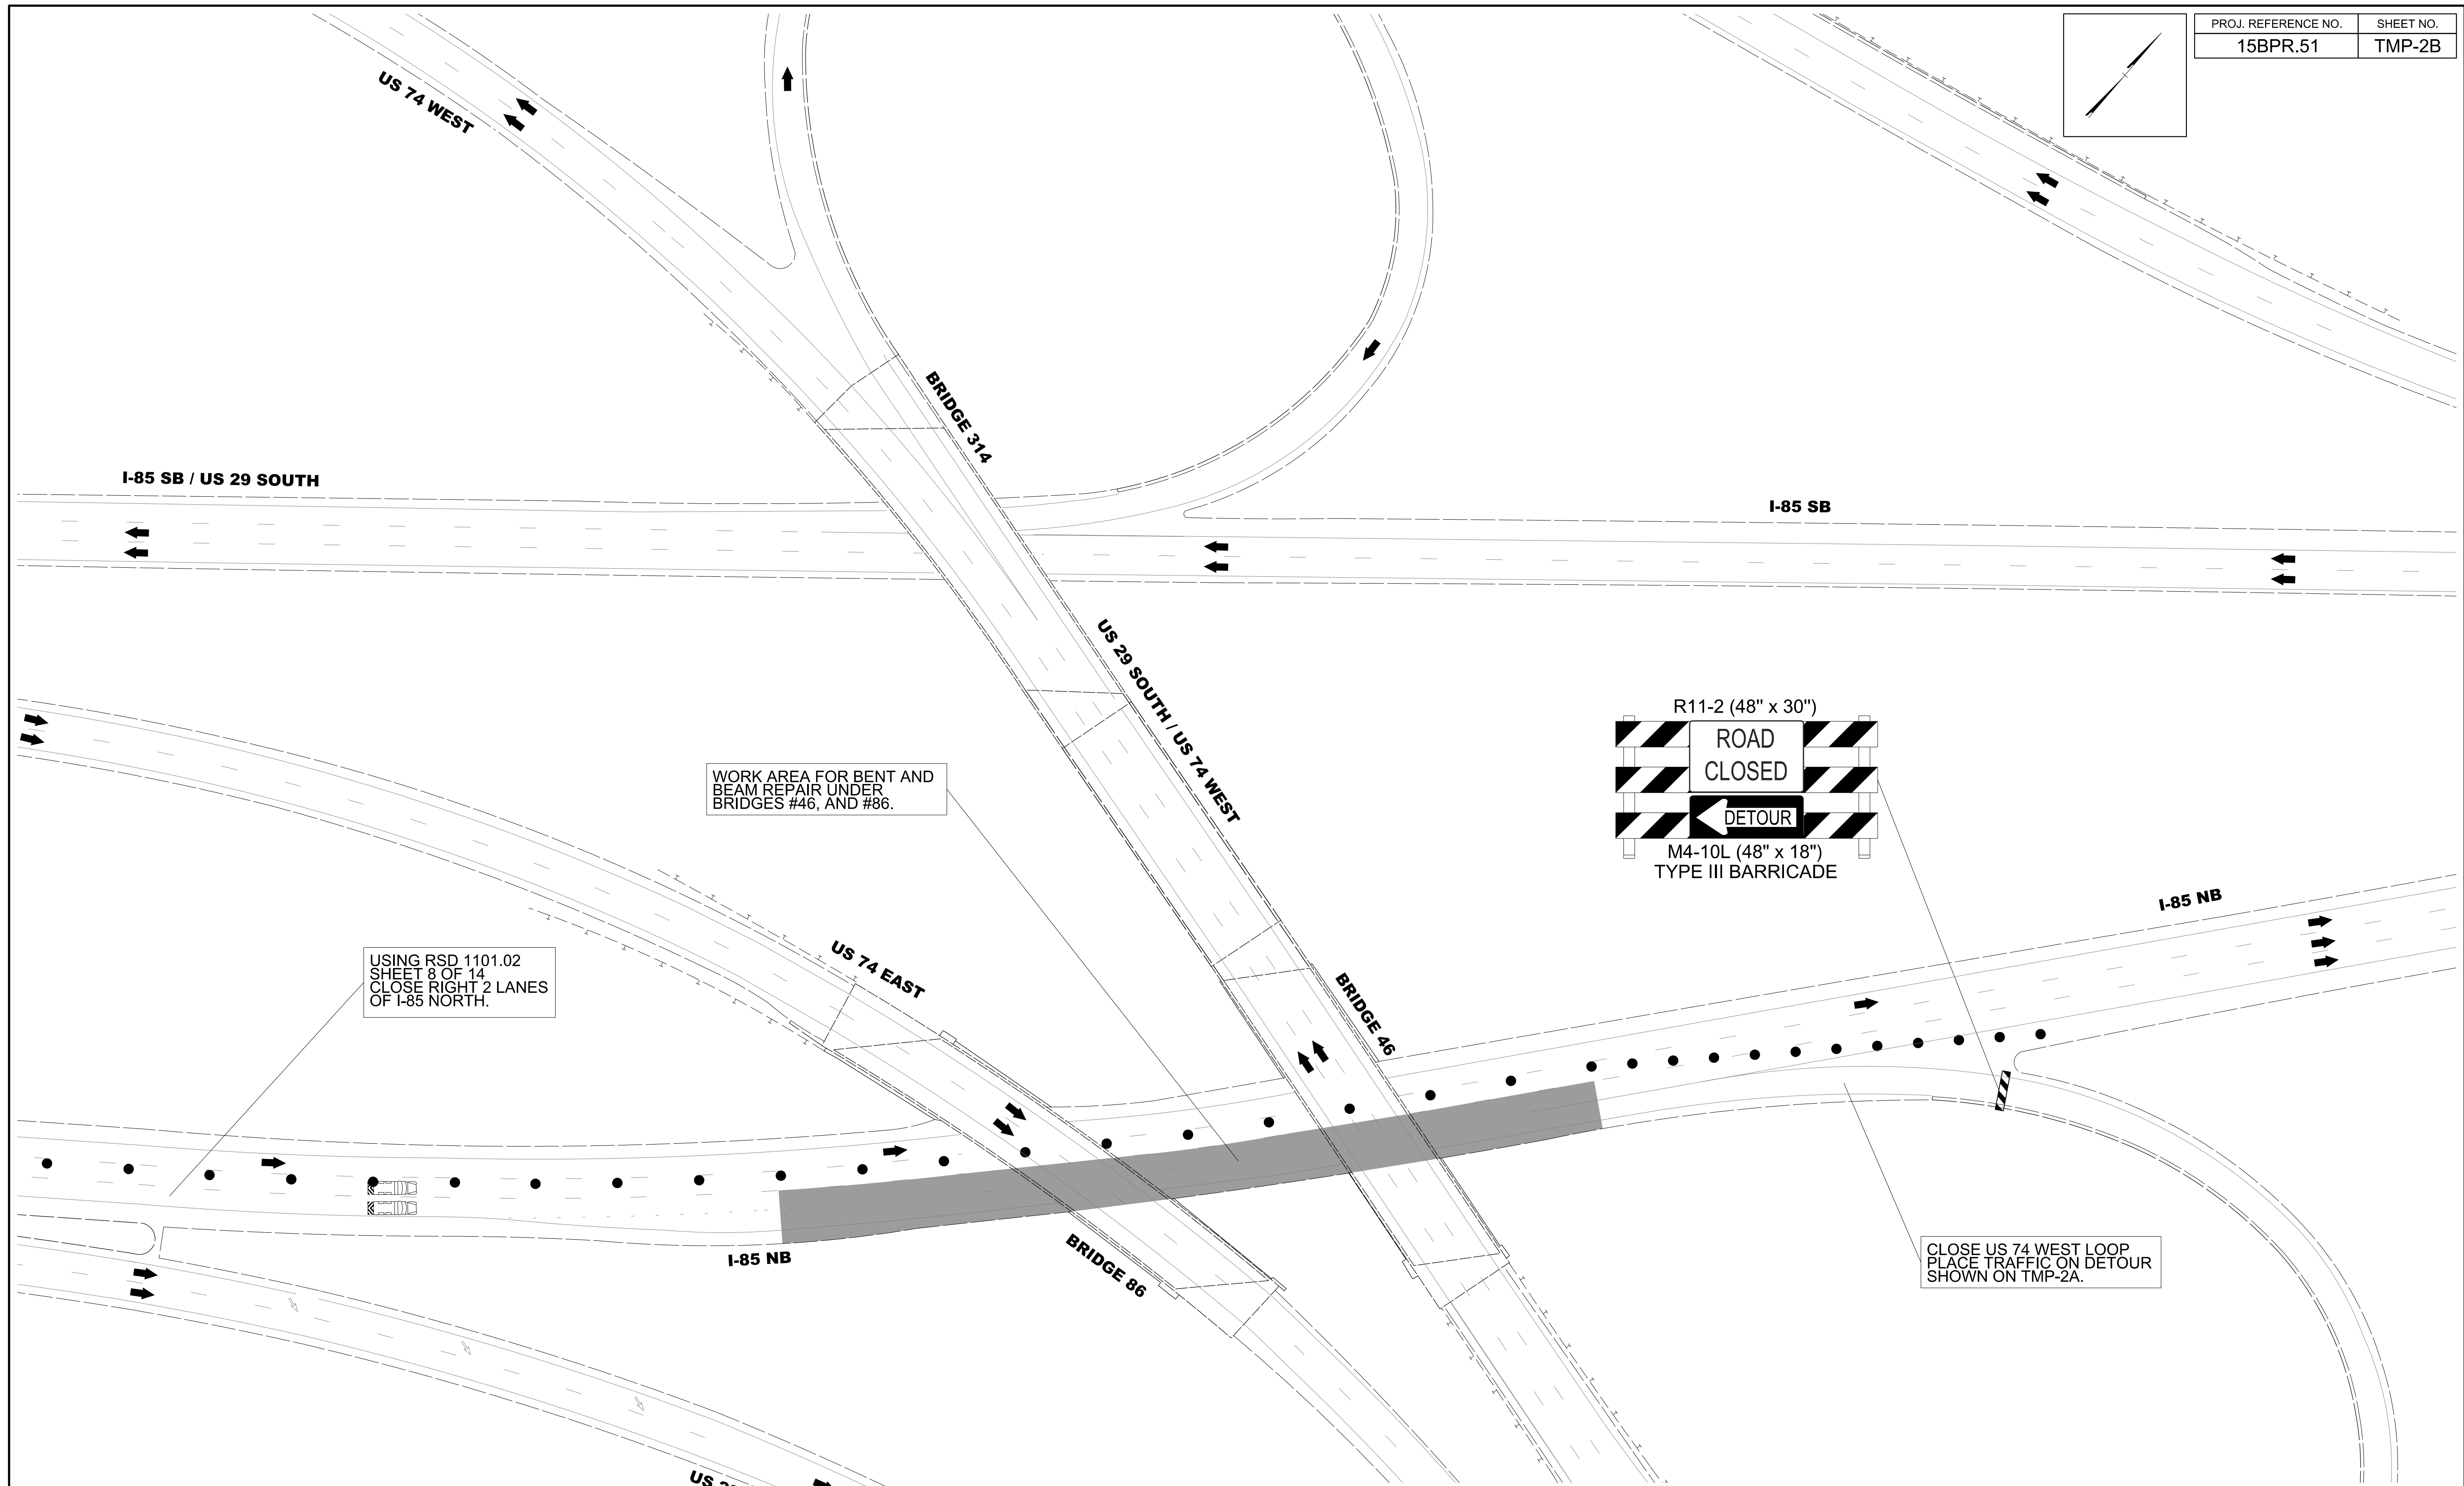 PROJ. REFERENCE NO.
SHEET NO.
15BPR.51
TMP-2B
US 74 WEST
BRIDGE 314
I-85 SB / US 29 SOUTH
I-85 SB
US 29 SOUTH / US 74 WEST
R11-2 (48" x 30")
ROAD
CLOSED
DETOUR
M4-10L (48" x 18")
TYPE III BARRICADE
WORK AREA FOR BENT AND
BEAM REPAIR UNDER
BRIDGES #46, AND #86.
I-85 NB
US 74 EAST
USING RSD 1101.02
SHEET 8 OF 14
CLOSE RIGHT 2 LANES
OF I-85 NORTH.
BRIDGE 46
I-85 NB
BRIDGE 86
CLOSE US 74 WEST LOOP
PLACE TRAFFIC ON DETOUR
SHOWN ON TMP-2A.
US